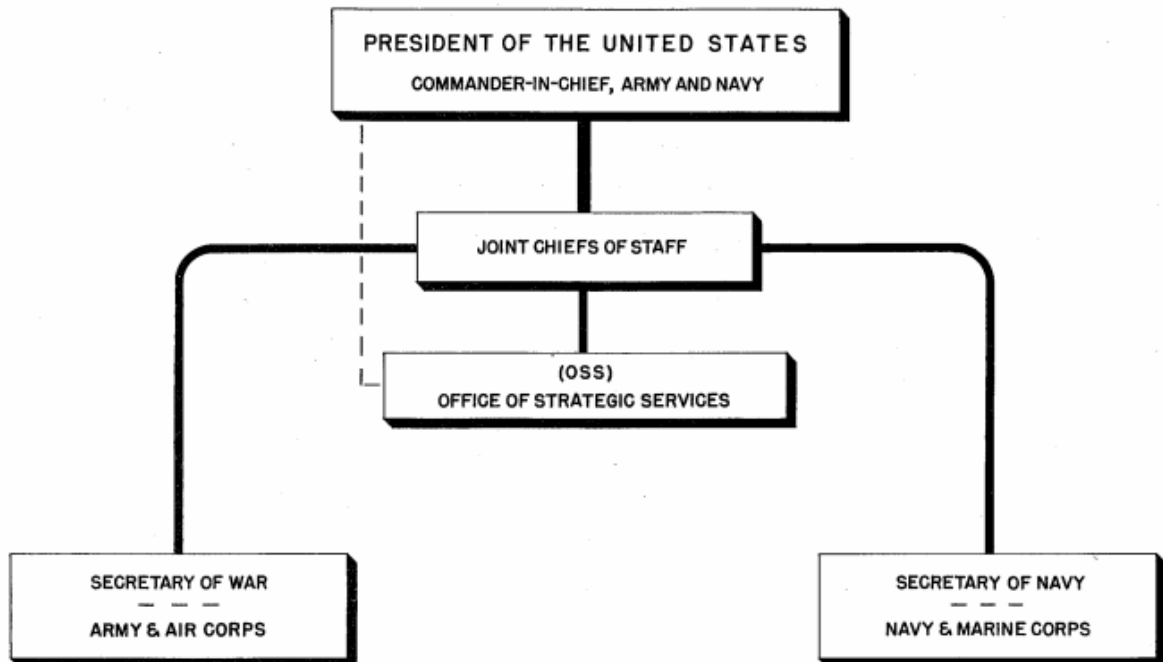 PRESIDENT OF THE UNITED STATES
COMMANDER-IN-CHIEF, ARMY AND NAVY
JOINT CHIEFS OF STAFF
(OSS)
OFFICE OF STRATEGIC SERVICES
SECRETARY OF WAR
ARMY & AIR CORPS
SECRETARY OF NAVY
NAVY & MARINE CORPS